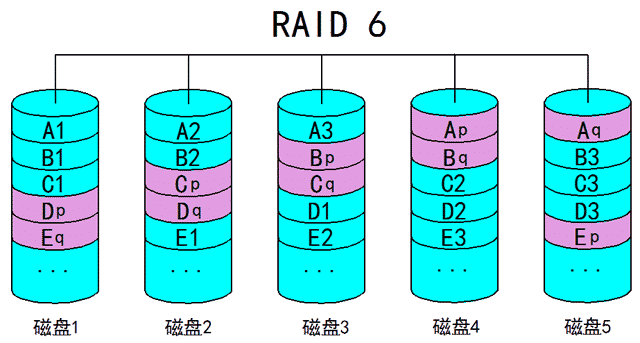 RAID 6
A1 A2 A3 Ap Aq
B1 B2 Bp Bq B3
C1 Cp Cq C2 C3
Dp Dq D1 D2 D3
Eq E1 E2 E3 Ep
... ... ... ... ...
磁盘1 磁盘2 磁盘3 磁盘4 磁盘5